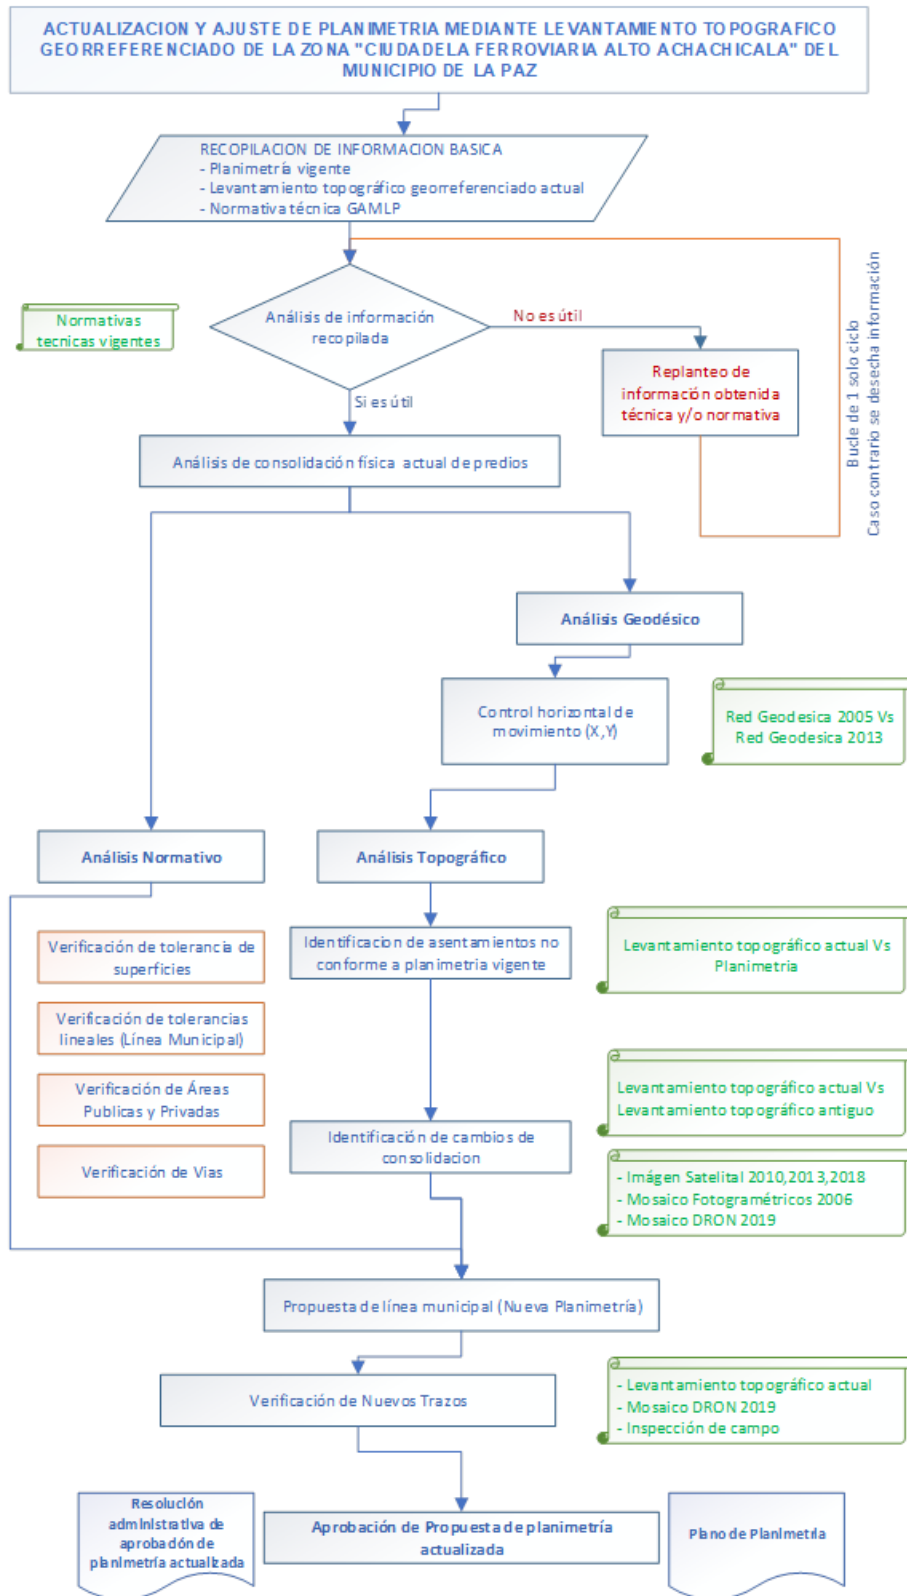 ACTUALIZACION Y AJUSTE DE PLANIMETRIA MEDIANTE LEVANTAMIENTO TOPOGRAFICO
GEORREFERENCIADO DE LA ZONA "CIUDADELA FERROVIARIA ALTO ACHACHICALA" DEL
MUNICIPIO DE LA PAZ
RECOPILACION DE INFORMACION BASICA
- Planimetría vigente
- Levantamiento topográfico georreferenciado actual
- Normativa técnica GAMLP
Normativas
tecnicas vigentes
Análisis de información
recopilada
No es útil
Si es útil
Replanteo de
información obtenida
técnica y/o normativa
Bucle de 1 solo ciclo
Caso contrario se desecha información
Análisis de consolidación física actual de predios
Análisis Geodésico
Control horizontal de
movimiento (X,Y)
Red Geodesica 2005 Vs
Red Geodesica 2013
Análisis Normativo
Análisis Topográfico
Verificación de tolerancia de
superficies
Identificacion de asentamientos no
conforme a planimetria vigente
Levantamiento topográfico actual Vs
Planimetria
Verificación de tolerancias
lineales (Línea Municipal)
Verificación de Áreas
Publicas y Privadas
Levantamiento topográfico actual Vs
Levantamiento topográfico antiguo
Identificación de cambios de
consolidacion
Verificación de Vias
- Imágen Satelital 2010,2013,2018
- Mosaico Fotogramétricos 2006
- Mosaico DRON 2019
Propuesta de línea municipal (Nueva Planimetría)
Verificación de Nuevos Trazos
- Levantamiento topográfico actual
- Mosaico DRON 2019
- Inspección de campo
Resolución
administrativa de
aprobación de
planimetría actualizada
Aprobación de Propuesta de planimetría
actualizada
Plano de Planimetria